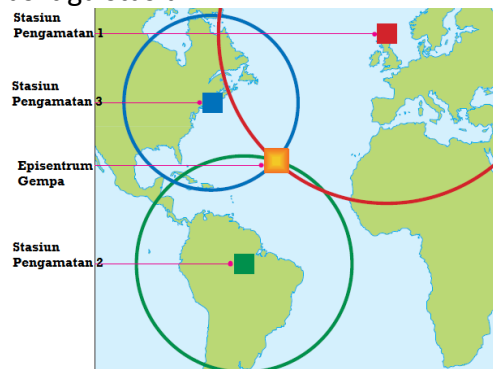 Stasiun
Pengamatan 1
Stasiun
Pengamatan 3
Episentrum
Gempa
Stasiun
Pengamatan 2